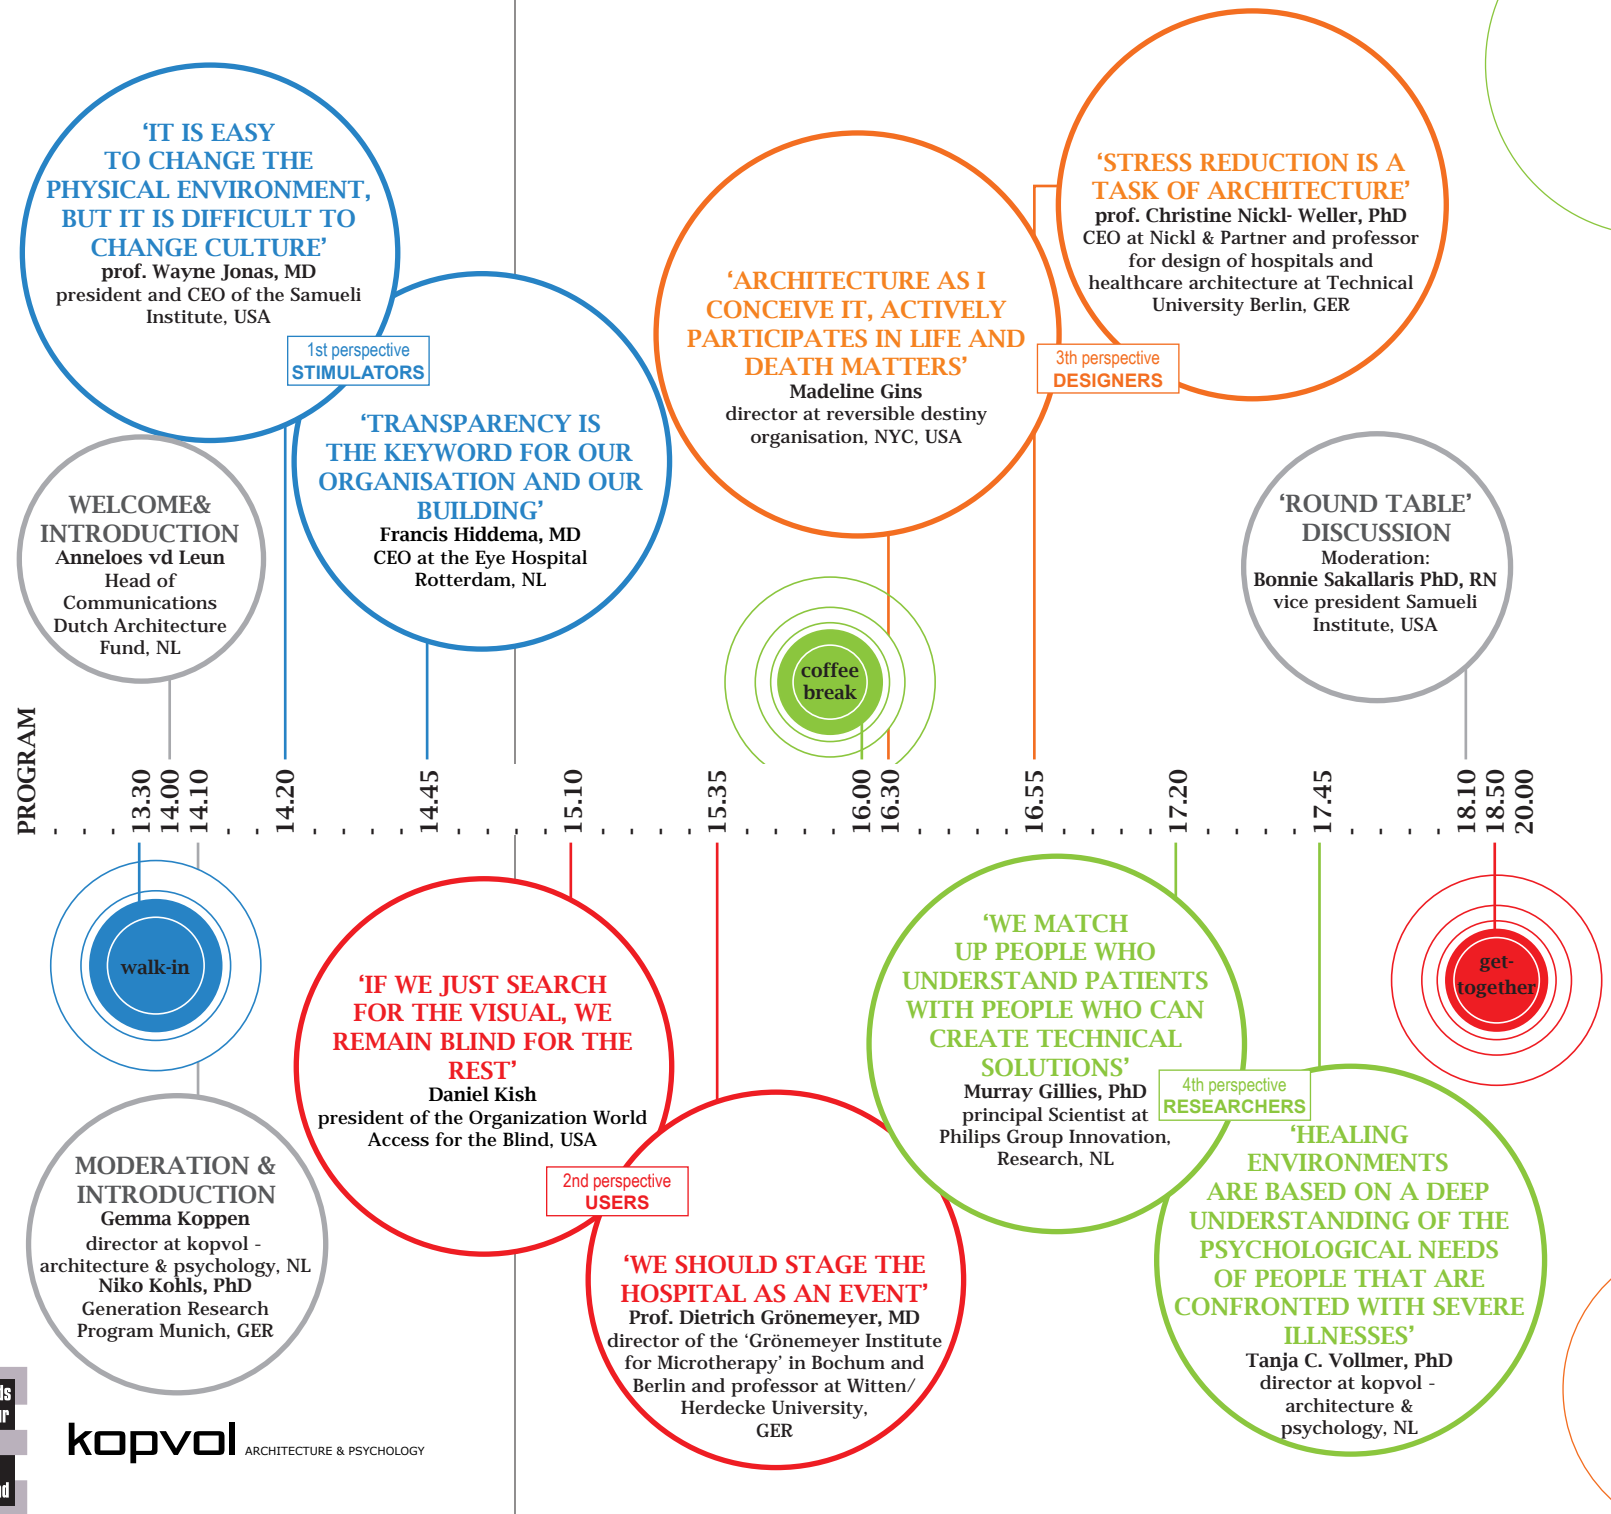 ‘IT IS EASY
TO CHANGE THE
PHYSICAL ENVIRONMENT,
BUT IT IS DIFFICULT TO
CHANGE CULTURE’
prof. Wayne Jonas, MD
president and CEO of the Samueli
Institute, USA
1st perspective
STIMULATORS
‘TRANSPARENCY IS
THE KEYWORD FOR OUR
ORGANISATION AND OUR
BUILDING’
Francis Hiddema, MD
CEO at the Eye Hospital
Rotterdam, NL
WELCOME&
INTRODUCTION
Anneloes vd Leun
Head of
Communications
Dutch Architecture
Fund, NL
‘ARCHITECTURE AS I
CONCEIVE IT, ACTIVELY
PARTICIPATES IN LIFE AND
DEATH MATTERS’
Madeline Gins
director at reversible destiny
organisation, NYC, USA
‘STRESS REDUCTION IS A
TASK OF ARCHITECTURE’
prof. Christine Nickl- Weller, PhD
CEO at Nickl & Partner and professor
for design of hospitals and
healthcare architecture at Technical
University Berlin, GER
3th perspective
DESIGNERS
‘ROUND TABLE’
DISCUSSION
Moderation:
Bonnie Sakallaris PhD, RN
vice president Samueli
Institute, USA
coffee
break
PROGRAM
13.30
14.00
14.10
14.20
14.45
15.10
15.35
16.00
16.30
16.55
17.20
17.45
18.10
18.50
20.00
walk-in
MODERATION &
INTRODUCTION
Gemma Koppen
director at kopvol -
architecture & psychology, NL
Niko Kohls, PhD
Generation Research
Program Munich, GER
‘IF WE JUST SEARCH
FOR THE VISUAL, WE
REMAIN BLIND FOR THE
REST’
Daniel Kish
president of the Organization World
Access for the Blind, USA
2nd perspective
USERS
‘WE SHOULD STAGE THE
HOSPITAL AS AN EVENT’
Prof. Dietrich Grönemeyer, MD
director of the ‘Grönemeyer Institute
for Microtherapy’ in Bochum and
Berlin and professor at Witten/
Herdecke University,
GER
‘WE MATCH
UP PEOPLE WHO
UNDERSTAND PATIENTS
WITH PEOPLE WHO CAN
CREATE TECHNICAL
SOLUTIONS’
Murray Gillies, PhD
principal Scientist at
Philips Group Innovation,
Research, NL
4th perspective
RESEARCHERS
‘HEALING
ENVIRONMENTS
ARE BASED ON A DEEP
UNDERSTANDING OF THE
PSYCHOLOGICAL NEEDS
OF PEOPLE THAT ARE
CONFRONTED WITH SEVERE
ILLNESSES’
Tanja C. Vollmer, PhD
director at kopvol -
architecture &
psychology, NL
get-
together
kopvol ARCHITECTURE & PSYCHOLOGY